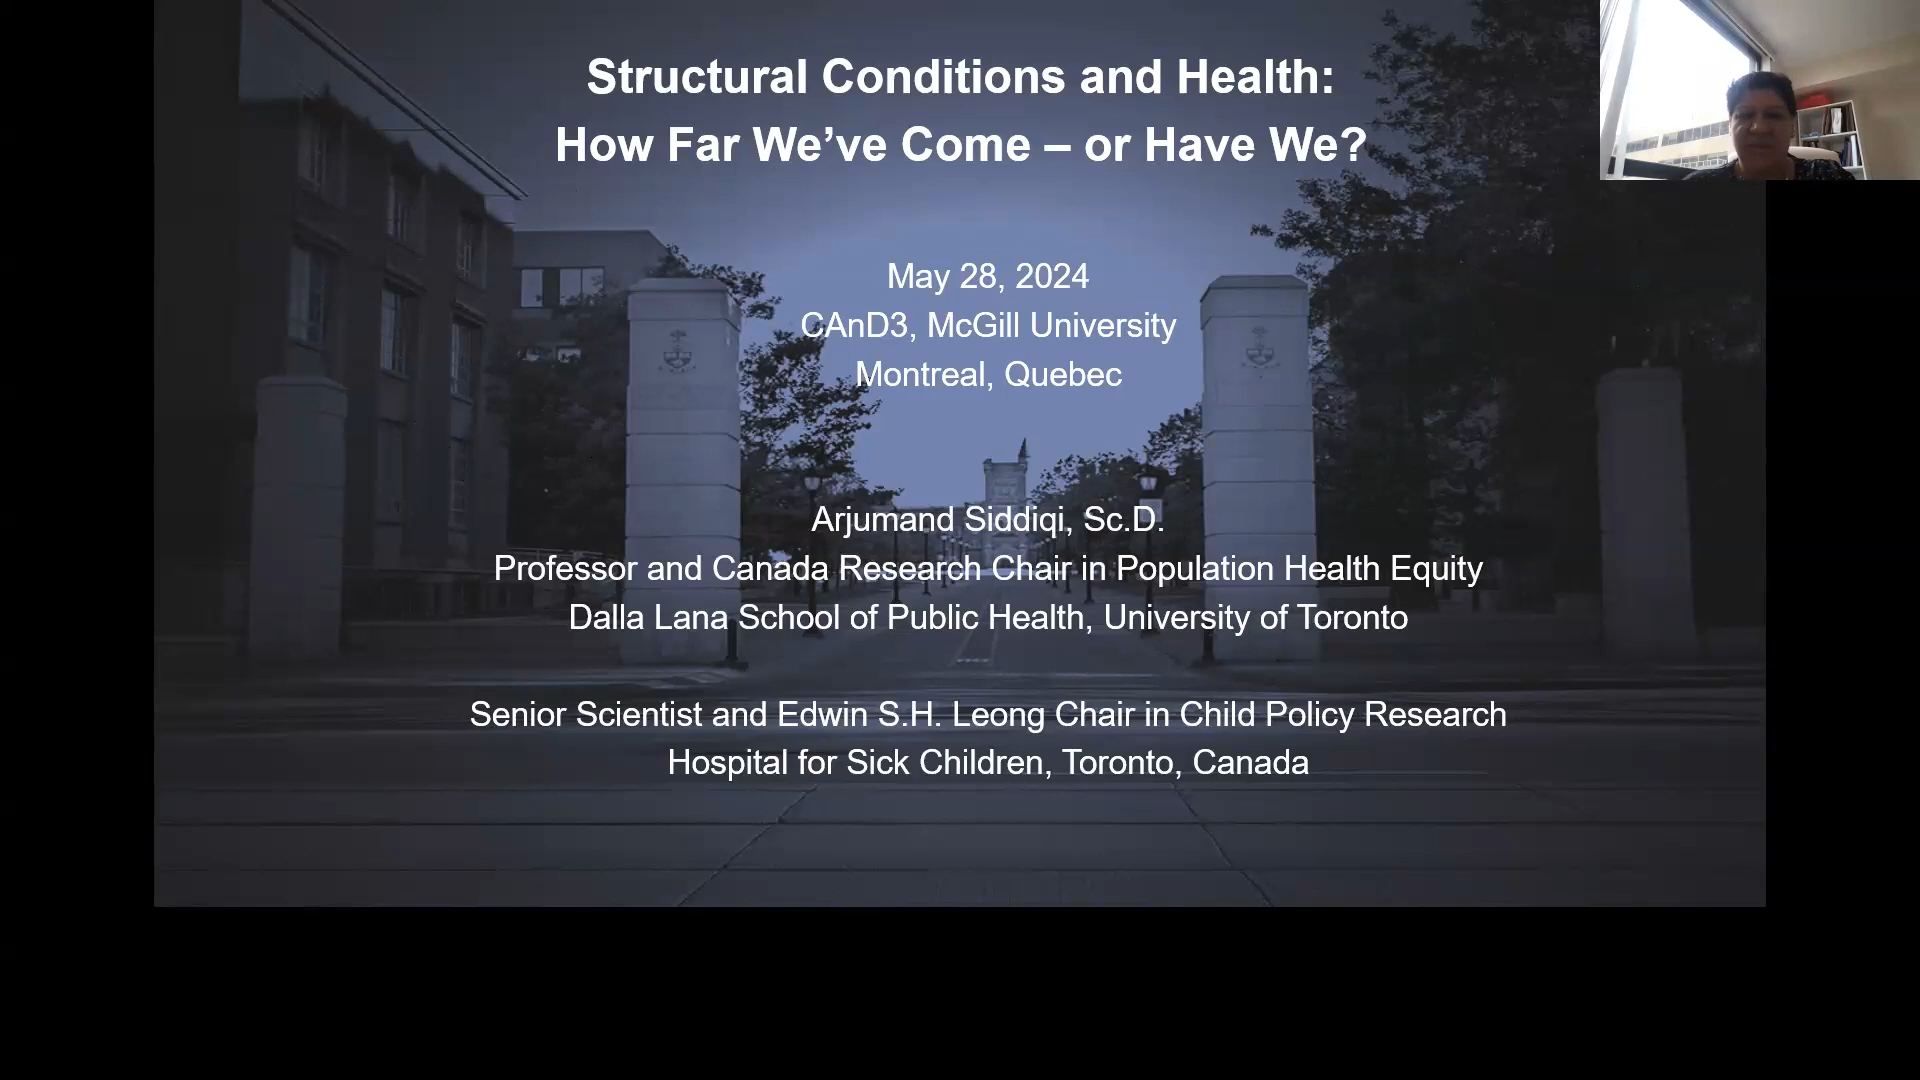 Structural Conditions and Health:
How Far We’ve Come – or Have We?
May 28, 2024
CAnD3, McGill University
Montreal, Quebec
Arjumand Siddiqi, Sc.D.
Professor and Canada Research Chair in Population Health Equity
Dalla Lana School of Public Health, University of Toronto
Senior Scientist and Edwin S.H. Leong Chair in Child Policy Research
Hospital for Sick Children, Toronto, Canada